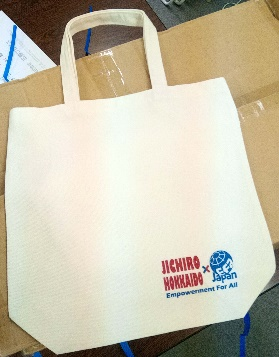 JICHIRO
HOKKAIDO
×
Japan
Empowerment For All